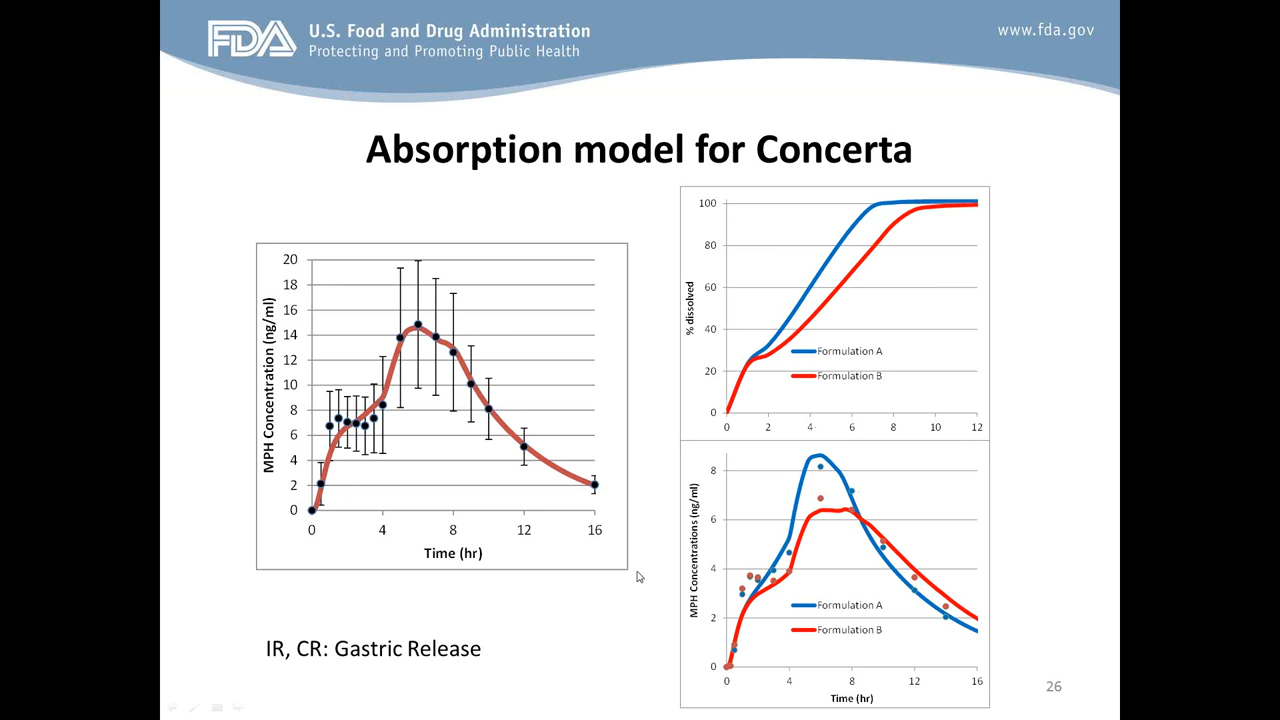 FDA
U.S. Food and Drug Administration
Protecting and Promoting Public Health
www.fda.gov
Absorption model for Concerta
MPH Concentration (ng/ml)
20
18
16
14
12
10
8
6
4
2
0
0 4 8 12 16
Time (hr)
IR, CR: Gastric Release
% dissolved
100
80
60
40
20
0
Formulation A
Formulation B
0 2 4 6 8 10 12
MPH Concentrations (ng/ml)
8
6
4
2
0
Formulation A
Formulation B
0 4 8 12 16
Time (hr)
26